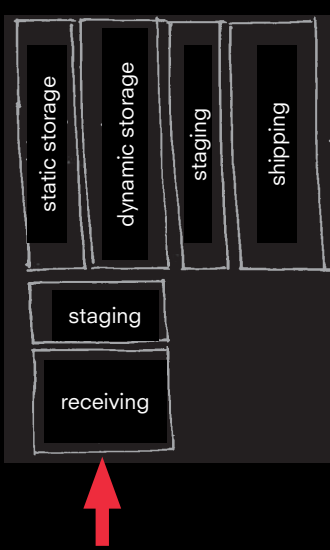 static storage
dynamic storage
staging
shipping
staging
receiving